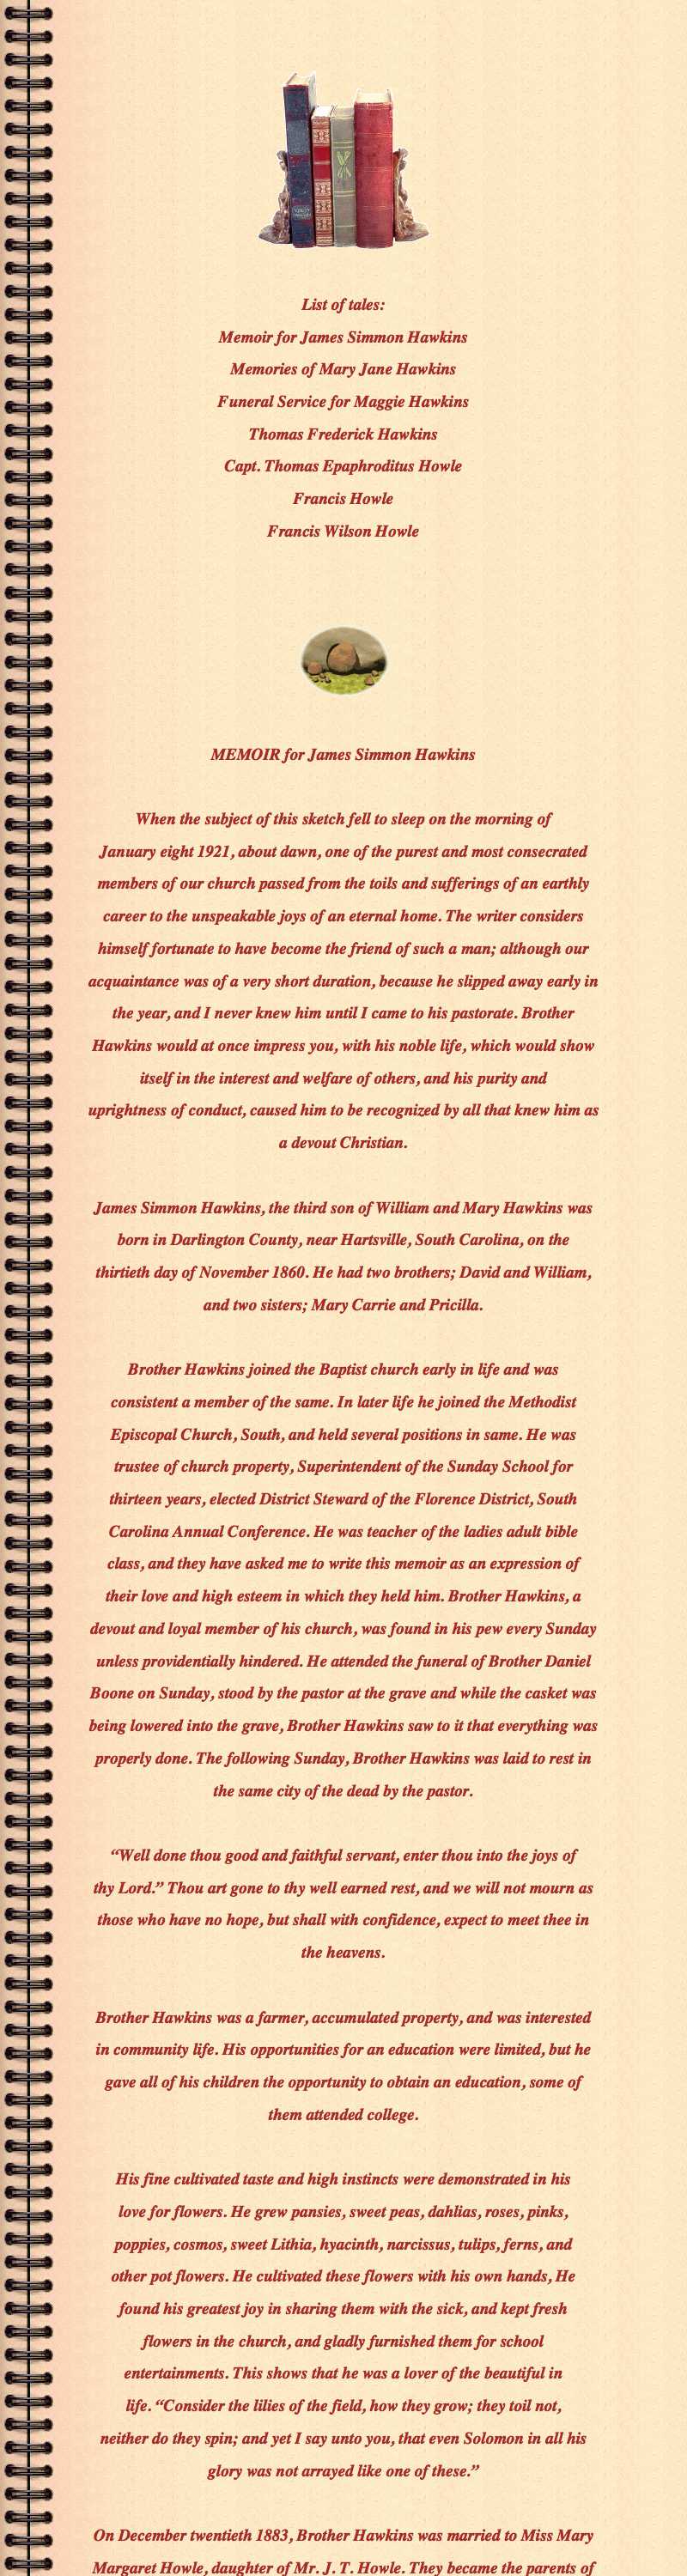 List of tales:
Memoir for James Simmon Hawkins
Memories of Mary Jane Hawkins
Funeral Service for Maggie Hawkins
Thomas Frederick Hawkins
Capt. Thomas Epaphroditus Howle
Francis Howle
Francis Wilson Howle
MEMOIR for James Simmon Hawkins
When the subject of this sketch fell to sleep on the morning of
January eight 1921, about dawn, one of the purest and most consecrated
members of our church passed from the toils and sufferings of an earthly
career to the unspeakable joys of an eternal home. The writer considers
himself fortunate to have become the friend of such a man; although our
acquaintance was of a very short duration, because he slipped away early in
the year, and I never knew him until I came to his pastorate. Brother
Hawkins would at once impress you, with his noble life, which would show
itself in the interest and welfare of others, and his purity and
uprightness of conduct, caused him to be recognized by all that knew him as
a devout Christian.
James Simmon Hawkins, the third son of William and Mary Hawkins was
born in Darlington County, near Hartsville, South Carolina, on the
thirtieth day of November 1860. He had two brothers; David and William,
and two sisters; Mary Carrie and Pricilla.
Brother Hawkins joined the Baptist church early in life and was
consistent a member of the same. In later life he joined the Methodist
Episcopal Church, South, and held several positions in same. He was
trustee of church property, Superintendent of the Sunday School for
thirteen years, elected District Steward of the Florence District, South
Carolina Annual Conference. He was teacher of the ladies adult bible
class, and they have asked me to write this memoir as an expression of
their love and high esteem in which they held him. Brother Hawkins, a
devout and loyal member of his church, was found in his pew every Sunday
unless providentially hindered. He attended the funeral of Brother Daniel
Boone on Sunday, stood by the pastor at the grave and while the casket was
being lowered into the grave, Brother Hawkins saw to it that everything was
properly done. The following Sunday, Brother Hawkins was laid to rest in
the same city of the dead by the pastor.
“Well done thou good and faithful servant, enter thou into the joys of
thy Lord.” Thou art gone to thy well earned rest, and we will not mourn as
those who have no hope, but shall with confidence, expect to meet thee in
the heavens.
Brother Hawkins was a farmer, accumulated property, and was interested
in community life. His opportunities for an education were limited, but he
gave all of his children the opportunity to obtain an education, some of
them attended college.
His fine cultivated taste and high instincts were demonstrated in his
love for flowers. He grew pansies, sweet peas, dahlias, roses, pinks,
poppies, cosmos, sweet Lithia, hyacinth, narcissus, tulips, ferns, and
other pot flowers. He cultivated these flowers with his own hands, He
found his greatest joy in sharing them with the sick, and kept fresh
flowers in the church, and gladly furnished them for school
entertainments. This shows that he was a lover of the beautiful in
life. “Consider the lilies of the field, how they grow; they toil not,
neither do they spin; and yet I say unto you, that even Solomon in all his
glory was not arrayed like one of these.”
On December twentieth 1883, Brother Hawkins was married to Miss Mary
Margaret Howle, daughter of Mr. J. T. Howle. They became the parents of